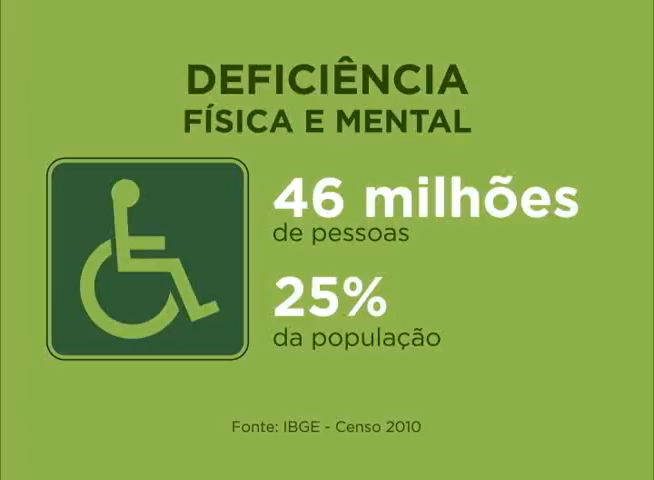 DEFICIÊNCIA
FÍSICA E MENTAL
46 milhões
de pessoas
25%
da população
Fonte: IBGE - Censo 2010